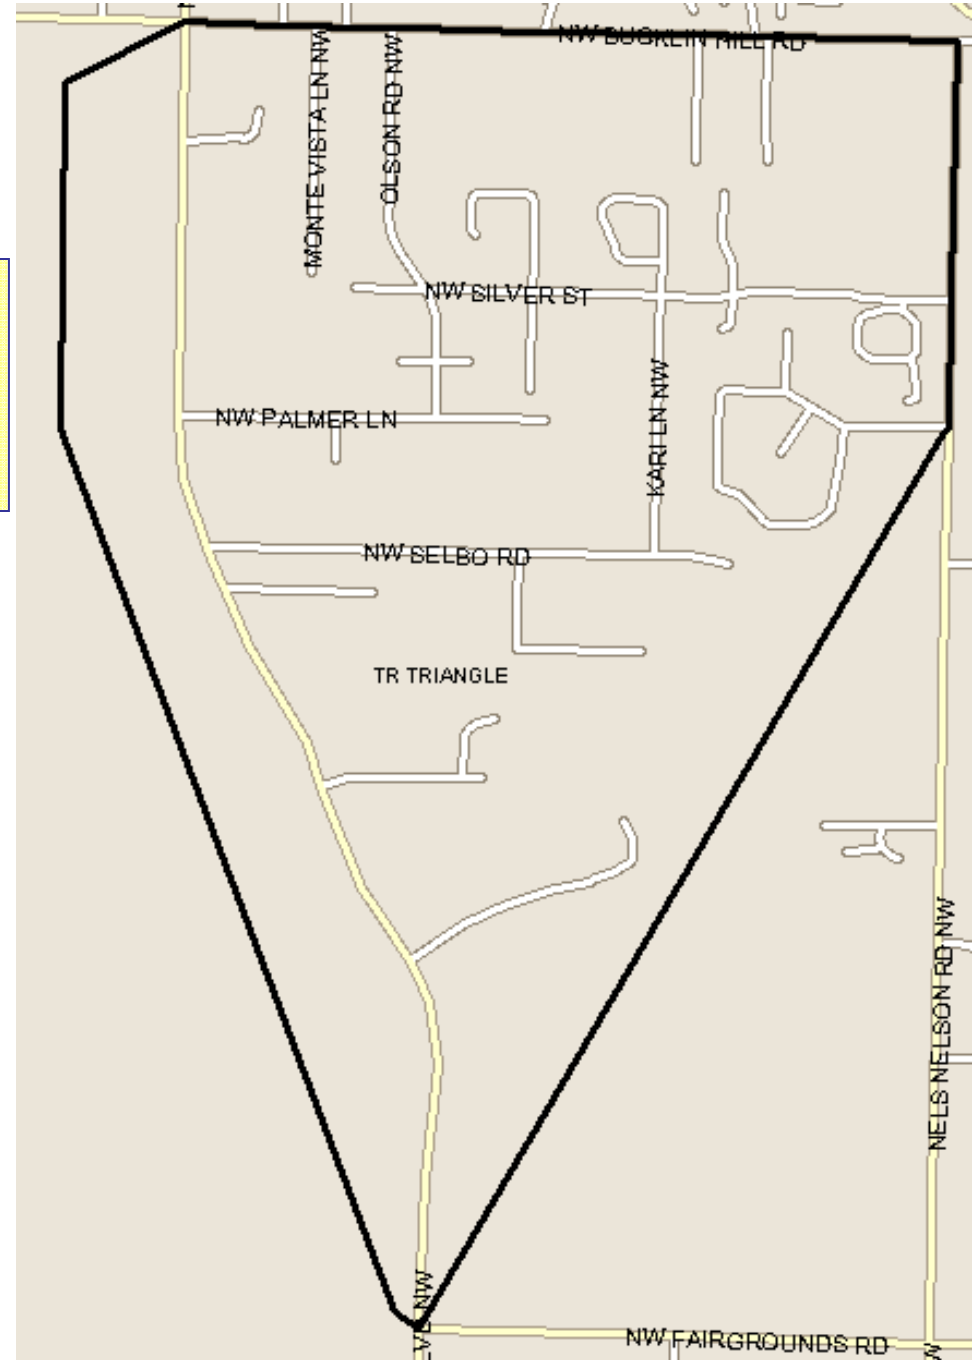 NW BUCKLIN HILL RD
MONTE VISTA LN NW
OLSON RD NW
NW SILVER ST
NW PALMER LN
KARI LN NW
NW SELBO RD
TR TRIANGLE
NELS NELSON RD NW
NW
NW FAIRGROUNDS RD